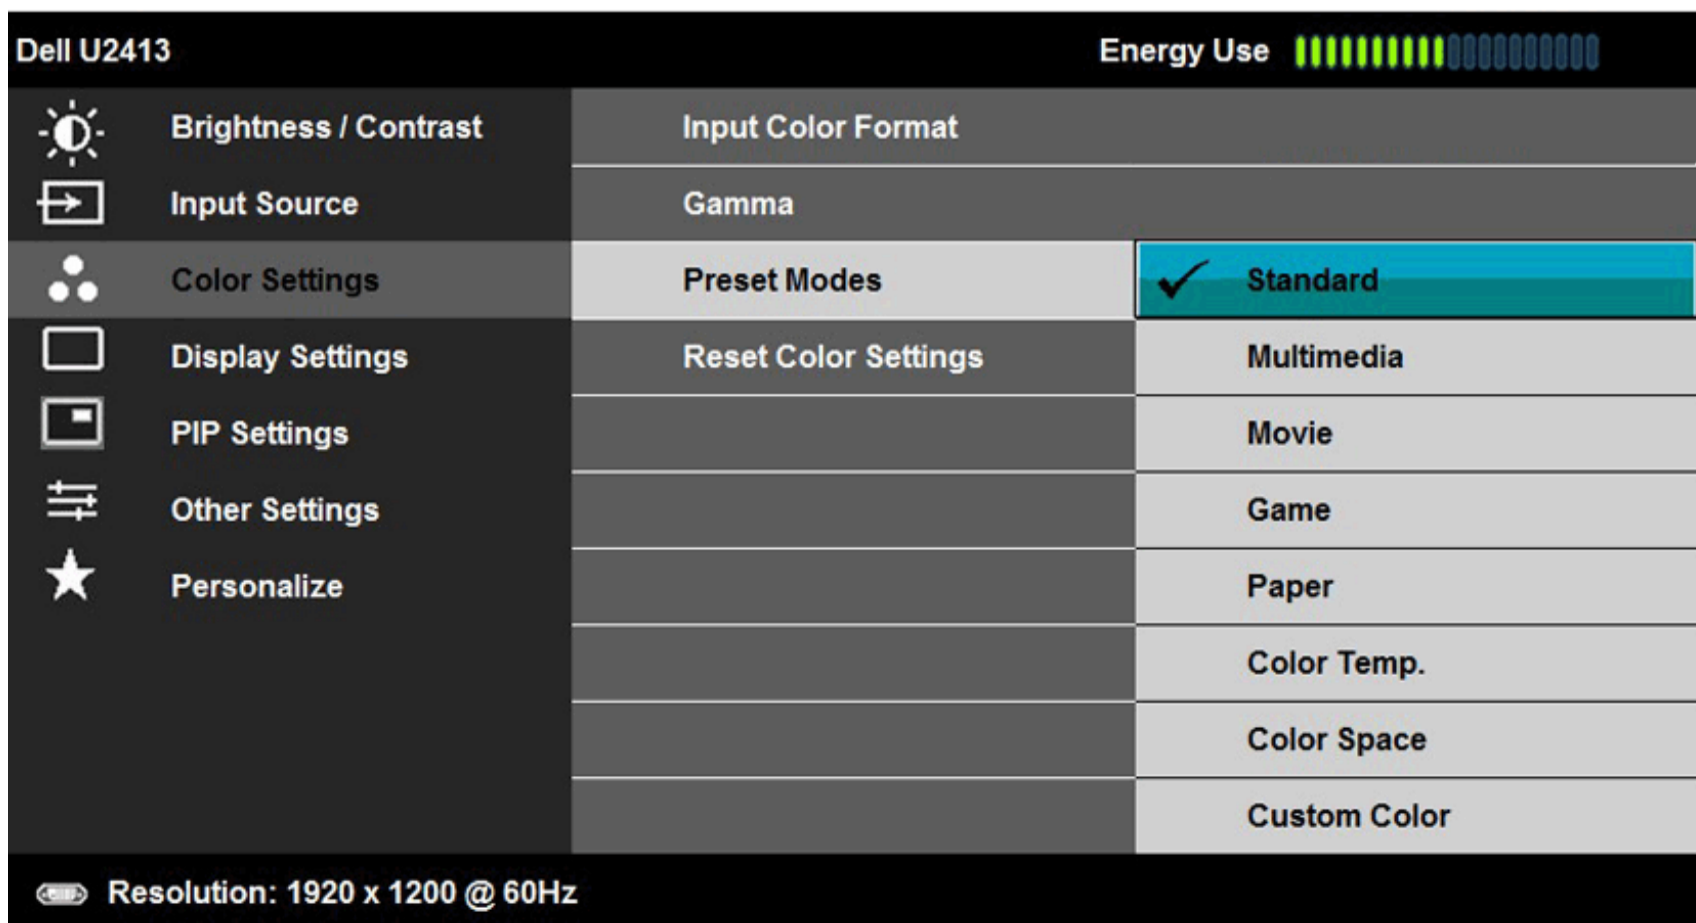 Dell U2413
Energy Use
Brightness / Contrast
Input Color Format
Input Source
Gamma
Color Settings
Preset Modes
Standard
Display Settings
Reset Color Settings
Multimedia
PIP Settings
Movie
Other Settings
Game
Personalize
Paper
Color Temp.
Color Space
Custom Color
Resolution: 1920 x 1200 @ 60Hz